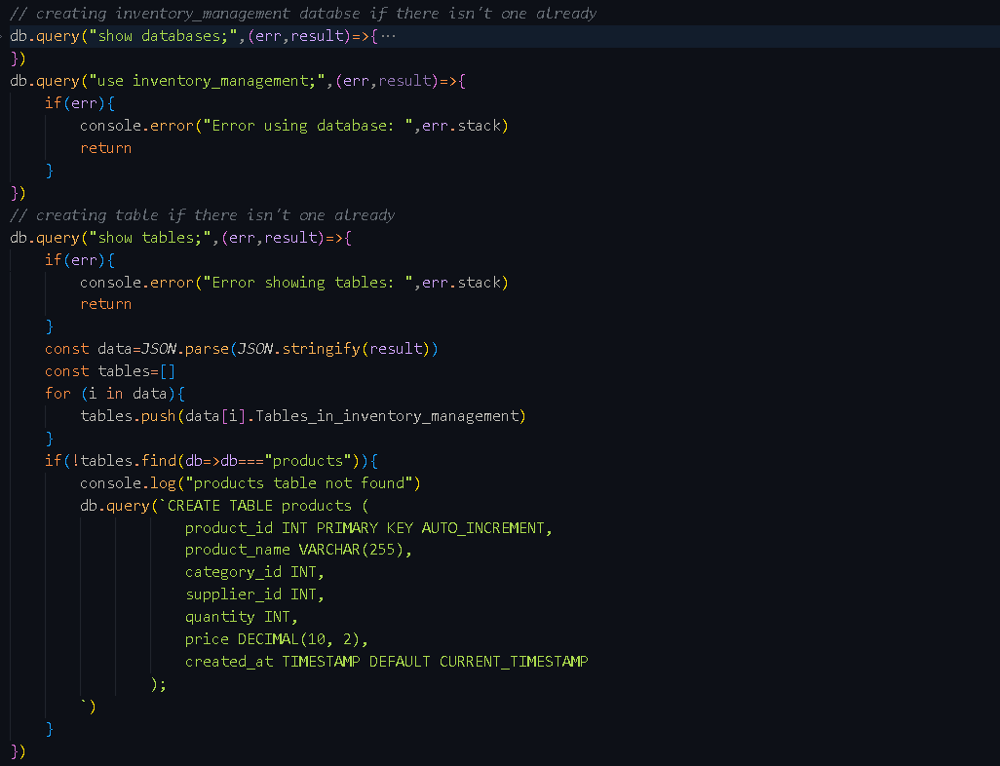 // creating inventory_management databse if there isn't one already
db.query("show databases;",(err,result)=>{···
})
db.query("use inventory_management;",(err,result)=>{
    if(err){
        console.error("Error using database: ",err.stack)
        return
    }
})
// creating table if there isn't one already
db.query("show tables;",(err,result)=>{
    if(err){
        console.error("Error showing tables: ",err.stack)
        return
    }
    const data=JSON.parse(JSON.stringify(result))
    const tables=[]
    for (i in data){
        tables.push(data[i].Tables_in_inventory_management)
    }
    if(!tables.find(db=>db==="products")){
        console.log("products table not found")
        db.query(`CREATE TABLE products (
                    product_id INT PRIMARY KEY AUTO_INCREMENT,
                    product_name VARCHAR(255),
                    category_id INT,
                    supplier_id INT,
                    quantity INT,
                    price DECIMAL(10, 2),
                    created_at TIMESTAMP DEFAULT CURRENT_TIMESTAMP
                );
        `)
    }
})